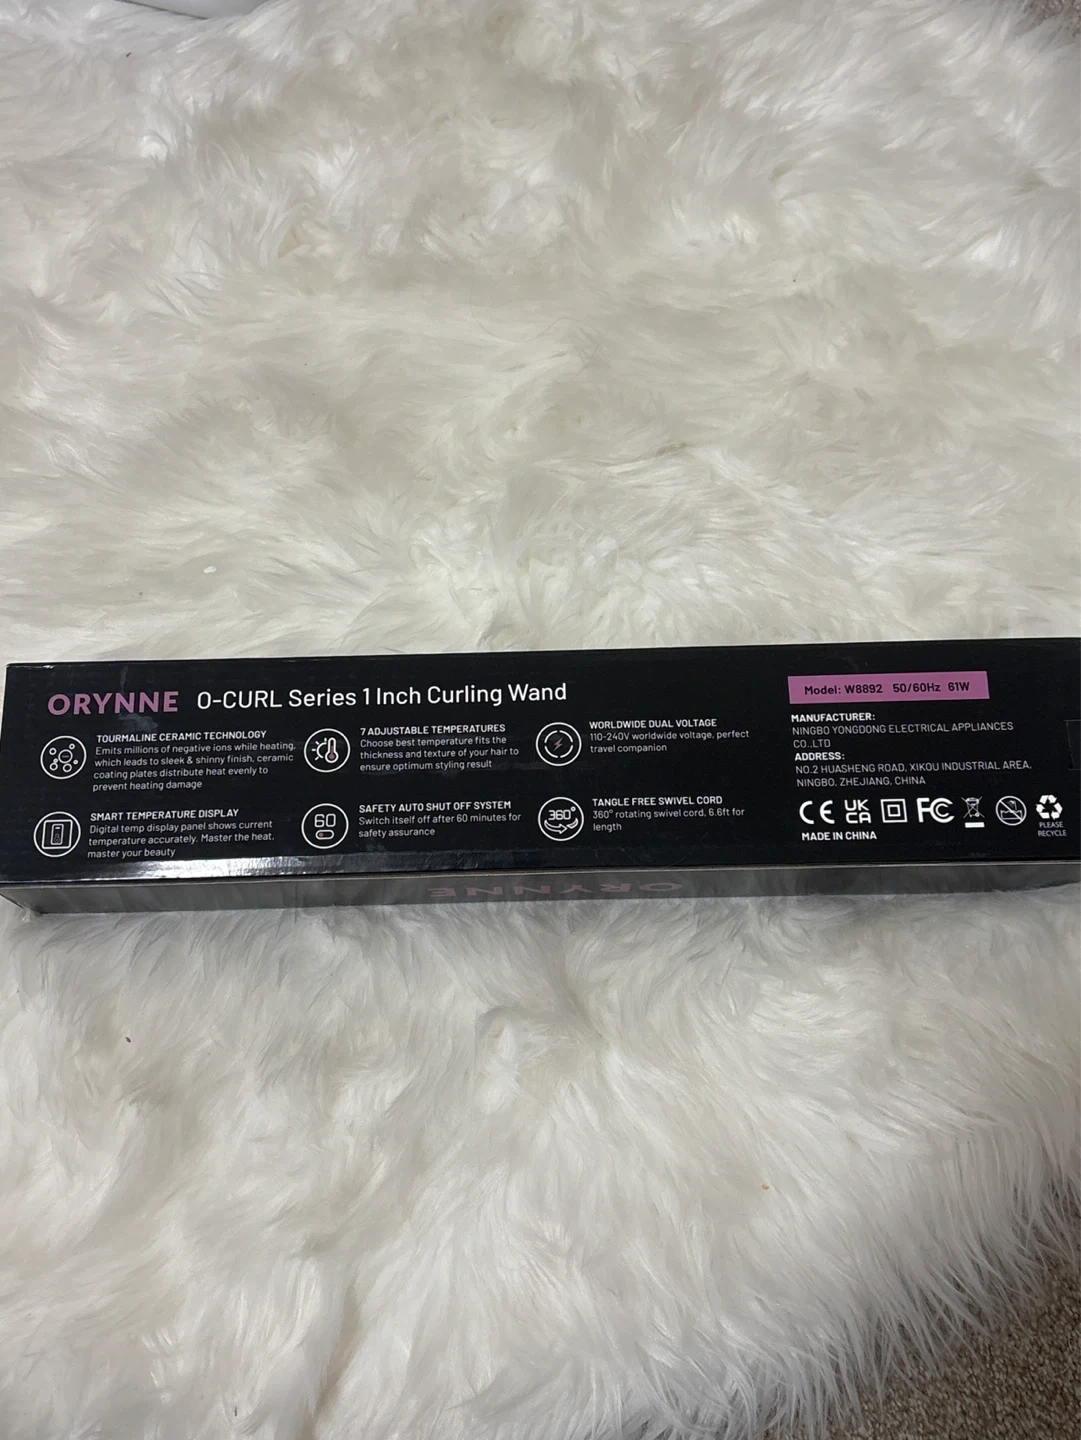 ORYNNE O-CURL Series 1 Inch Curling Wand
TOURMALINE CERAMIC TECHNOLOGY
Emits millions of negative ions while heating,
which leads to sleek & shinny finish, ceramic
coating plates distribute heat evenly to
prevent heating damage
7 ADJUSTABLE TEMPERATURES
Choose best temperature fits the
thickness and texture of your hair to
ensure optimum styling result
WORLDWIDE DUAL VOLTAGE
110-240V worldwide voltage, perfect
travel companion
SMART TEMPERATURE DISPLAY
Digital temp display panel shows current
temperature accurately. Master the heat,
master your beauty
60
SAFETY AUTO SHUT OFF SYSTEM
Switch itself off after 60 minutes for
safety assurance
360°
TANGLE FREE SWIVEL CORD
360° rotating swivel cord, 6.6ft for
length
Model: W8892 50/60Hz 61W
MANUFACTURER:
NINGBO YONGDONG ELECTRICAL APPLIANCES
CO.,LTD
ADDRESS:
NO.2 HUASHENG ROAD, XIKOU INDUSTRIAL AREA,
NINGBO, ZHEJIANG, CHINA
CE UK CA FC
PLEASE
RECYCLE
MADE IN CHINA
ORYNNE